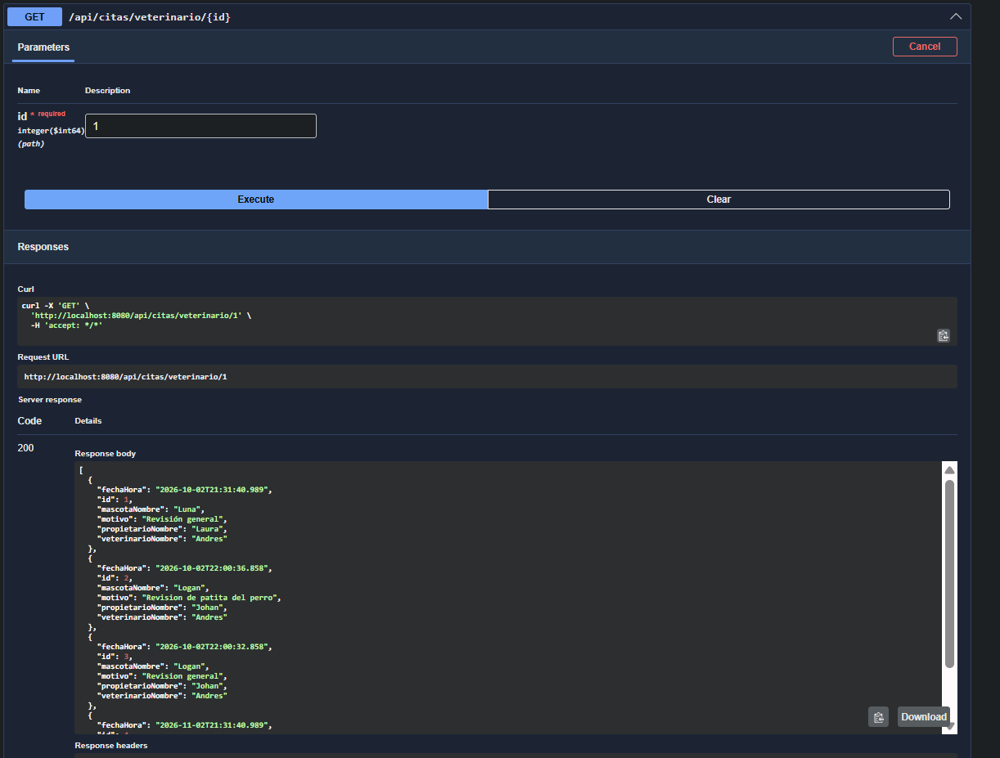 GET /api/citas/veterinario/{id}
Parameters
Cancel
Name Description
id * required
integer($int64)
(path)
1
Execute Clear
Responses
Curl
curl -X 'GET' \
  'http://localhost:8080/api/citas/veterinario/1' \
  -H 'accept: */*'
Request URL
http://localhost:8080/api/citas/veterinario/1
Server response
Code Details
200
Response body
[
  {
    "fechaHora": "2026-10-02T21:31:40.989",
    "id": 1,
    "mascotaNombre": "Luna",
    "motivo": "Revisión general",
    "propietarioNombre": "Laura",
    "veterinarioNombre": "Andres"
  },
  {
    "fechaHora": "2026-10-02T22:00:36.858",
    "id": 2,
    "mascotaNombre": "Logan",
    "motivo": "Revision de patita del perro",
    "propietarioNombre": "Johan",
    "veterinarioNombre": "Andres"
  },
  {
    "fechaHora": "2026-10-02T22:00:32.858",
    "id": 3,
    "mascotaNombre": "Logan",
    "motivo": "Revision general",
    "propietarioNombre": "Johan",
    "veterinarioNombre": "Andres"
  },
  {
    "fechaHora": "2026-11-02T21:31:40.989",
Download
Response headers